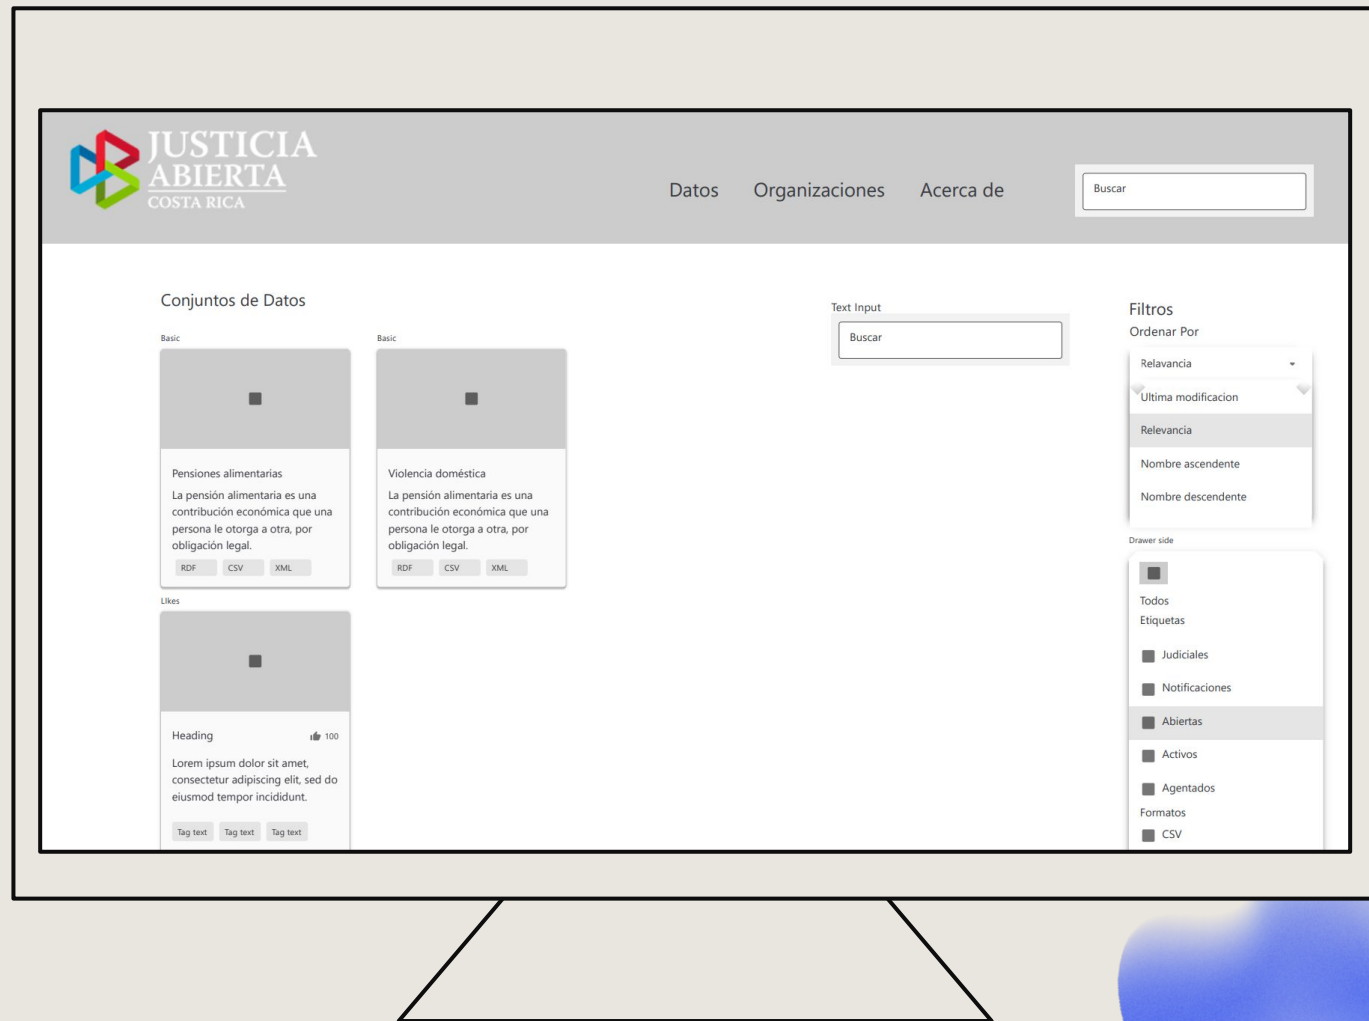 JUSTICIA
ABIERTA
COSTA RICA
Datos Organizaciones Acerca de
Buscar
Conjuntos de Datos
Basic
Pensiones alimentarias
La pensión alimentaria es una
contribución económica que una
persona le otorga a otra, por
obligación legal.
RDF CSV XML
Basic
Violencia doméstica
La pensión alimentaria es una
contribución económica que una
persona le otorga a otra, por
obligación legal.
RDF CSV XML
LIkes
Heading 100
Lorem ipsum dolor sit amet,
consectetur adipiscing elit, sed do
eiusmod tempor incididunt.
Tag text Tag text Tag text
Text Input
Buscar
Filtros
Ordenar Por
Relavancia
Ultima modificacion
Relevancia
Nombre ascendente
Nombre descendente
Drawer side
Todos
Etiquetas
Judiciales
Notificaciones
Abiertas
Activos
Agentados
Formatos
CSV